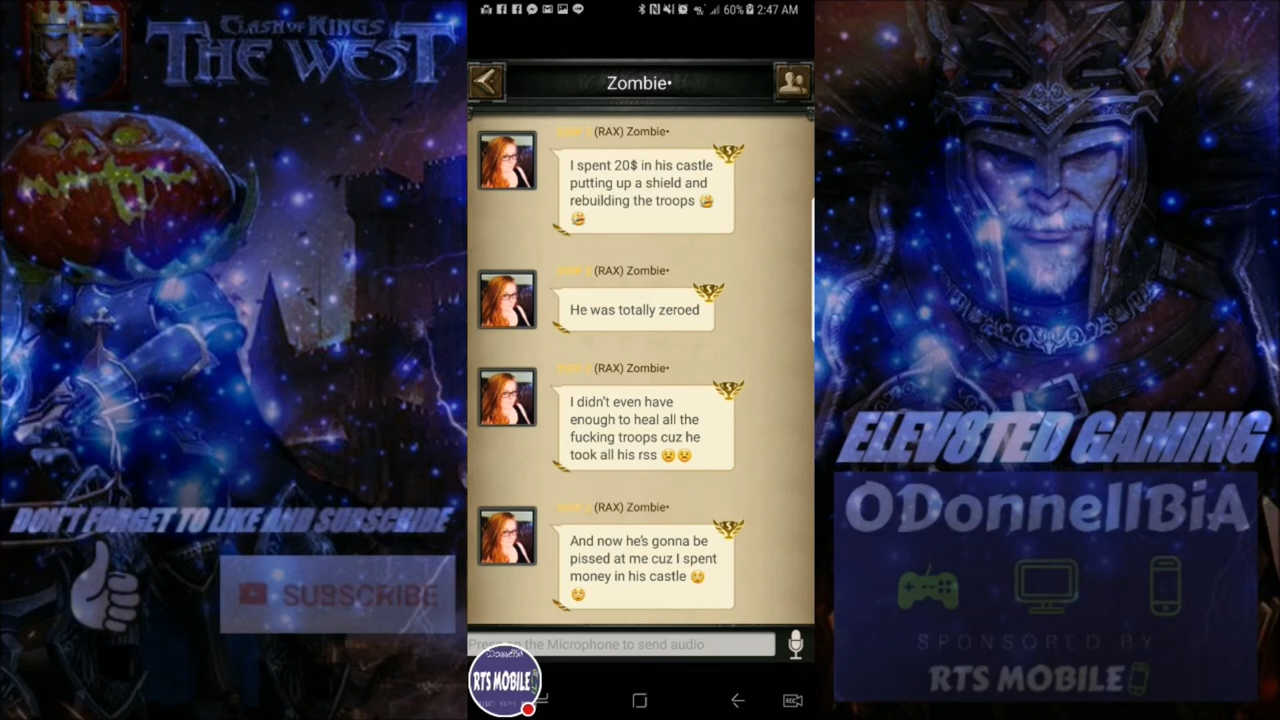 CLASH OF KINGS
THE WEST
DON'T FORGET TO LIKE AND SUBSCRIBE
SUBSCRIBE
60% 2:47 AM
Zombie•
(RAX) Zombie•
I spent 20$ in his castle
putting up a shield and
rebuilding the troops 🤣
🤣
(RAX) Zombie•
He was totally zeroed
(RAX) Zombie•
I didn't even have
enough to heal all the
fucking troops cuz he
took all his rss 😣😣
(RAX) Zombie•
And now he's gonna be
pissed at me cuz I spent
money in his castle 😌
😌
the Microphone to send audio
ODonnellBiA
RTS MOBILE
REC
ELEV8TED GAMING
ODonnellBiA
SPONSORED BY
RTS MOBILE